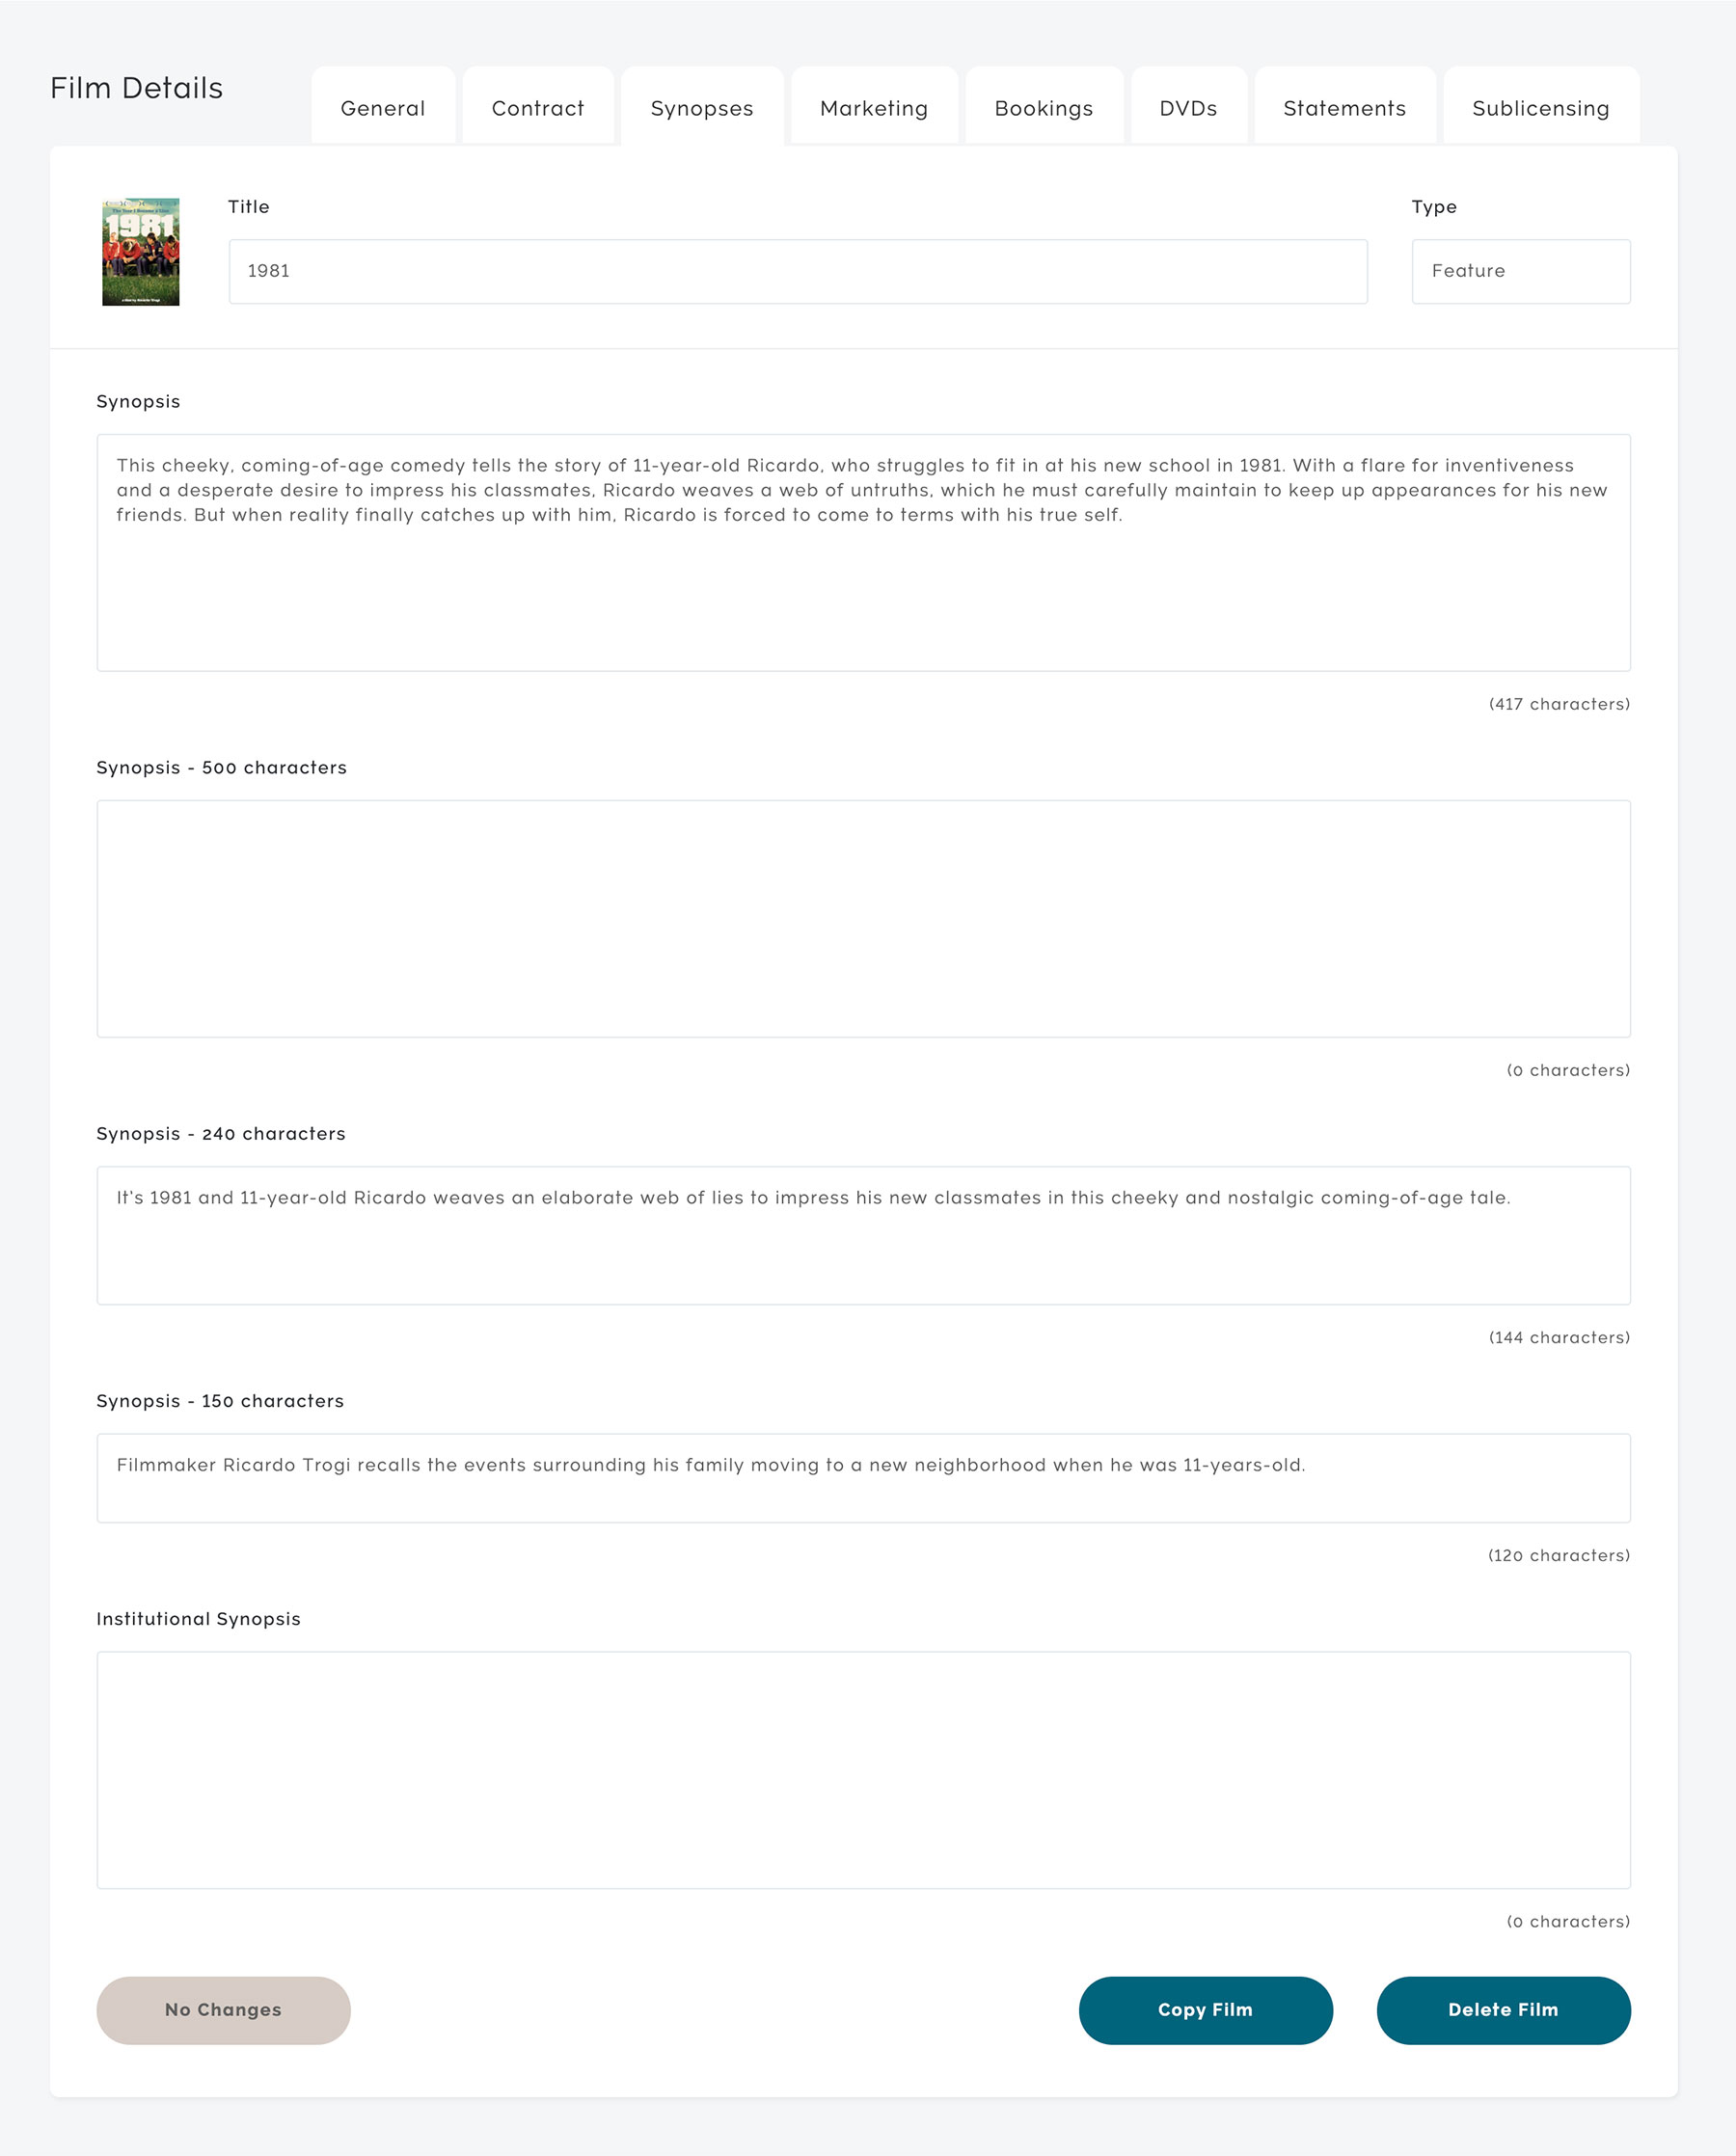 Film Details
General
Contract
Synopses
Marketing
Bookings
DVDs
Statements
Sublicensing
1981
Title
Type
1981
Feature
Synopsis
This cheeky, coming-of-age comedy tells the story of 11-year-old Ricardo, who struggles to fit in at his new school in 1981. With a flare for inventiveness
and a desperate desire to impress his classmates, Ricardo weaves a web of untruths, which he must carefully maintain to keep up appearances for his new
friends. But when reality finally catches up with him, Ricardo is forced to come to terms with his true self.
(417 characters)
Synopsis - 500 characters
(0 characters)
Synopsis - 240 characters
It's 1981 and 11-year-old Ricardo weaves an elaborate web of lies to impress his new classmates in this cheeky and nostalgic coming-of-age tale.
(144 characters)
Synopsis - 150 characters
Filmmaker Ricardo Trogi recalls the events surrounding his family moving to a new neighborhood when he was 11-years-old.
(120 characters)
Institutional Synopsis
(0 characters)
No Changes
Copy Film
Delete Film